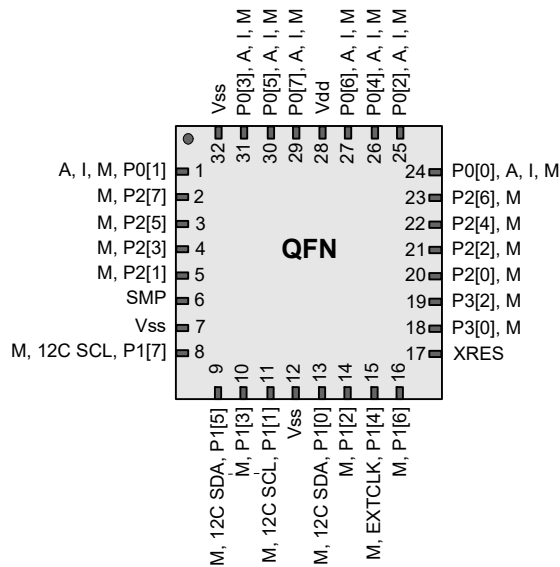 Vss
P0[3], A, I, M
P0[5], A, I, M
P0[7], A, I, M
Vdd
P0[6], A, I, M
P0[4], A, I, M
P0[2], A, I, M
32
31
30
29
28
27
26
25
A, I, M, P0[1] 1
M, P2[7] 2
M, P2[5] 3
M, P2[3] 4
M, P2[1] 5
SMP 6
Vss 7
M, 12C SCL, P1[7] 8
QFN
24 P0[0], A, I, M
23 P2[6], M
22 P2[4], M
21 P2[2], M
20 P2[0], M
19 P3[2], M
18 P3[0], M
17 XRES
9
10
11
12
13
14
15
16
M, 12C SDA, P1[5]
M, P1[3]
M, 12C SCL, P1[1]
Vss
M, 12C SDA, P1[0]
M, P1[2]
M, EXTCLK, P1[4]
M, P1[6]